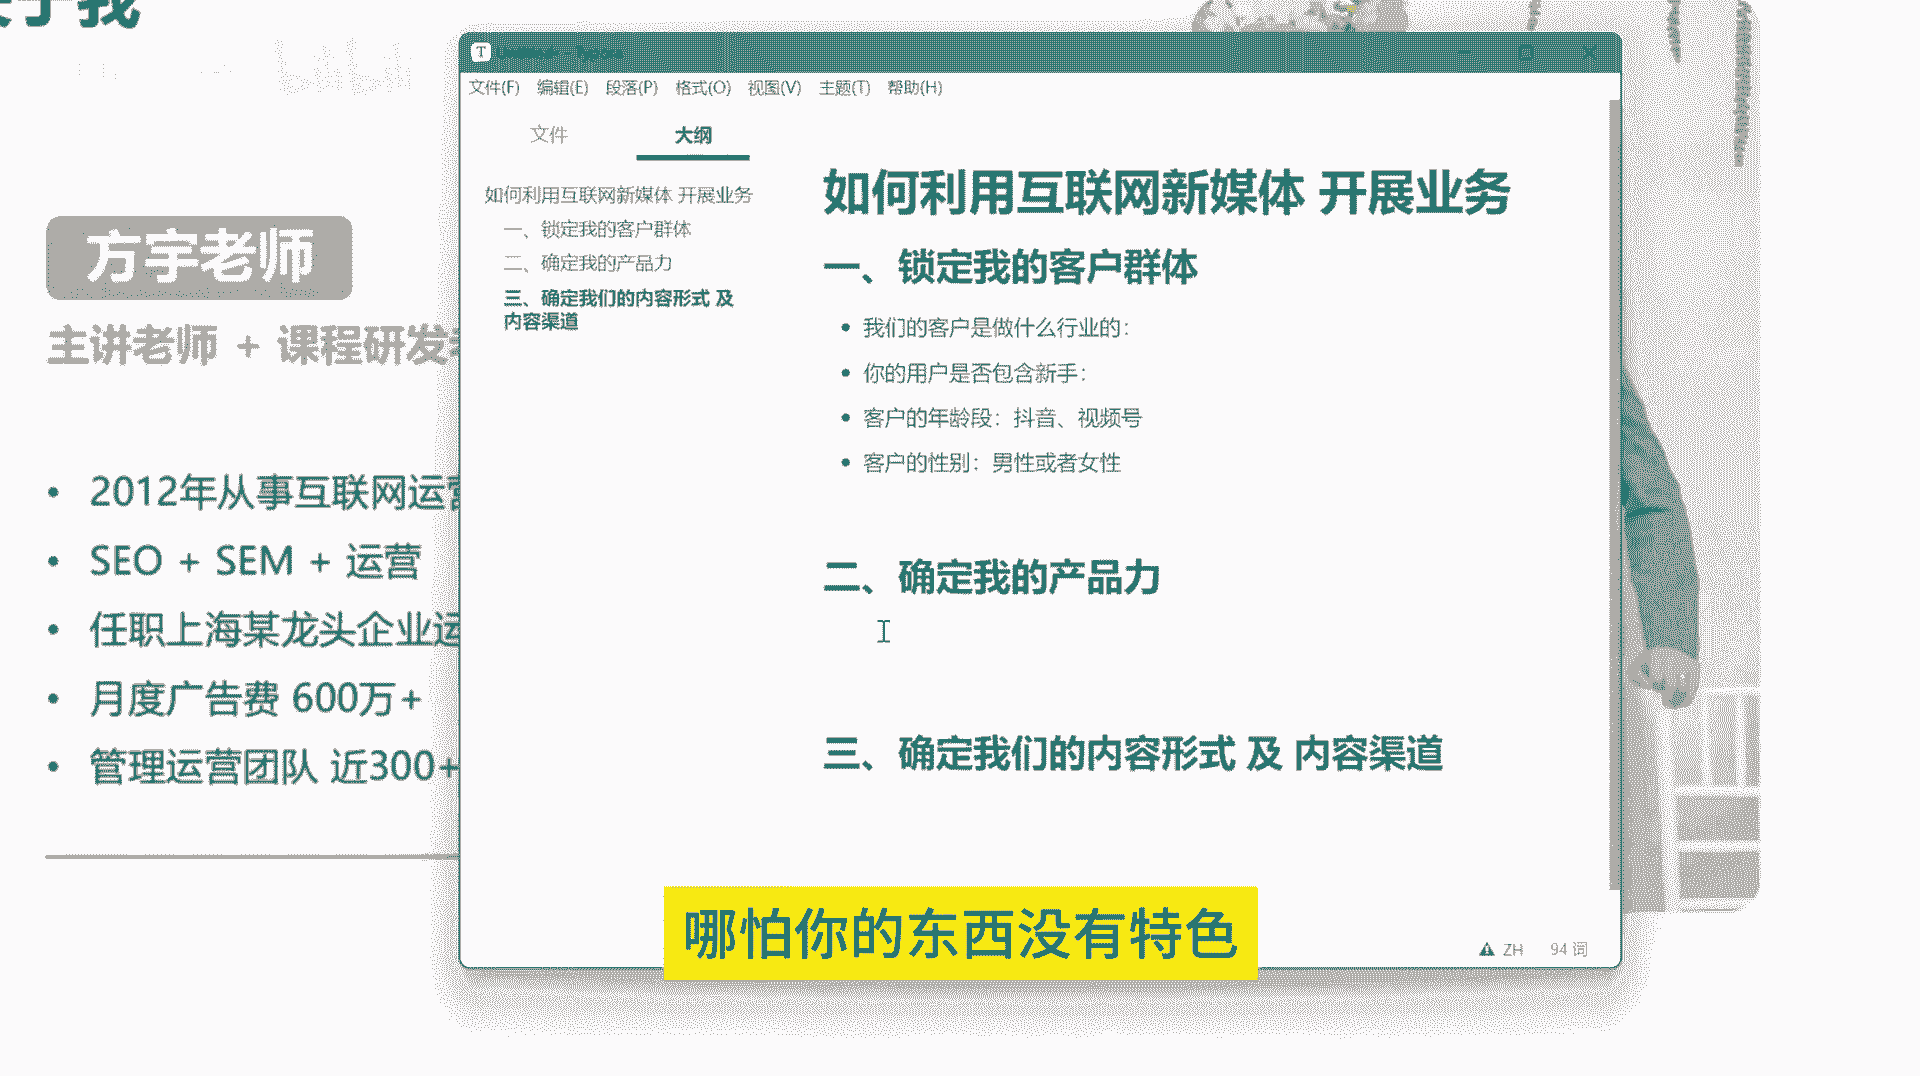 bilibili
方宇老师
主讲老师 + 课程研发
2012年从事互联网运营
SEO + SEM + 运营
任职上海某龙头企业运
月度广告费 600万+
管理运营团队 近300+
文件(F) 编辑(E) 段落(P) 格式(O) 视图(V) 主题(T) 帮助(H)
文件 大纲
如何利用互联网新媒体 开展业务
一、锁定我的客户群体
二、确定我的产品力
三、确定我们的内容形式 及
内容渠道
如何利用互联网新媒体 开展业务
一、锁定我的客户群体
我们的客户是做什么行业的：
你的用户是否包含新手：
客户的年龄段：抖音、视频号
客户的性别：男性或者女性
二、确定我的产品力
三、确定我们的内容形式 及 内容渠道
ZH 94 词
哪怕你的东西没有特色